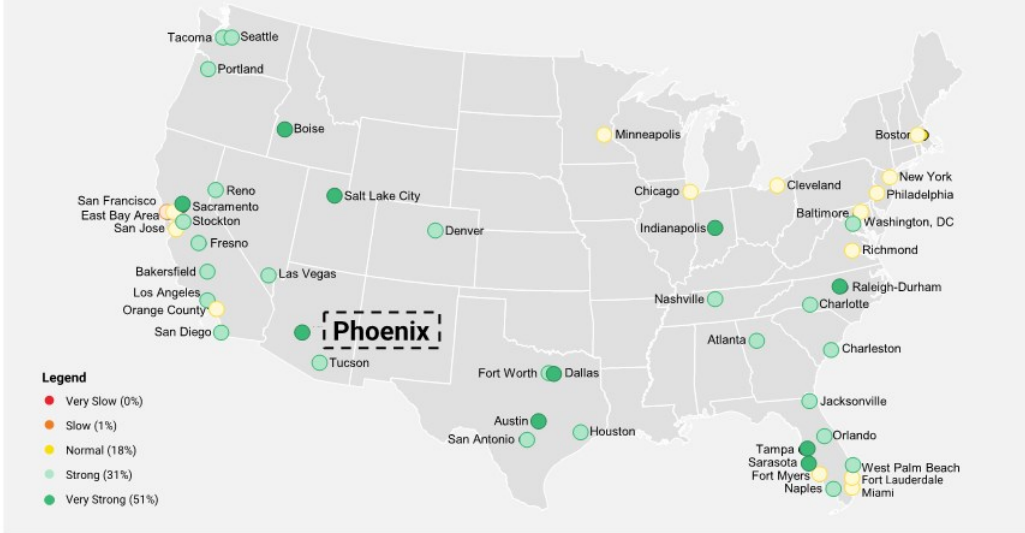 Tacoma
Seattle
Portland
Boise
Minneapolis
Boston
Reno
Salt Lake City
San Francisco
Sacramento
East Bay Area
Stockton
San Jose
Fresno
Denver
Chicago
Cleveland
New York
Philadelphia
Baltimore
Washington, DC
Indianapolis
Richmond
Bakersfield
Las Vegas
Los Angeles
Orange County
San Diego
Phoenix
Tucson
Nashville
Raleigh-Durham
Charlotte
Atlanta
Charleston
Fort Worth
Dallas
Austin
San Antonio
Houston
Jacksonville
Orlando
Tampa
Sarasota
West Palm Beach
Fort Myers
Fort Lauderdale
Naples
Miami
Legend
Very Slow (0%)
Slow (1%)
Normal (18%)
Strong (31%)
Very Strong (51%)